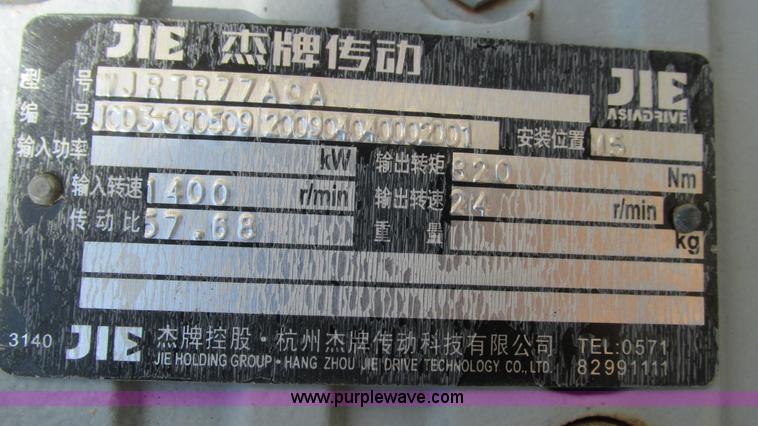 JIE 杰牌传动 JIE
ASIADRIVE
型 号
编 号 200904040002001 安装位置
输入功率 kW 输出转矩 820 Nm
输入转速 1400 r/min 输出转速 24 r/min
传动比 57.68 重 量 kg
3140 JIE 杰牌控股·杭州杰牌传动科技有限公司 TEL:0571
JIE HOLDING GROUP·HANG ZHOU JIE DRIVE TECHNOLOGY CO.,LTD. 82991111
www.purplewave.com